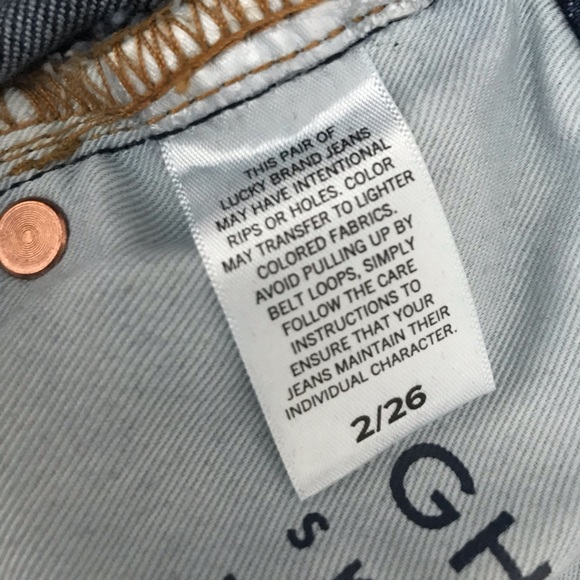 THIS PAIR OF
LUCKY BRAND JEANS
MAY HAVE INTENTIONAL
RIPS OR HOLES. COLOR
MAY TRANSFER TO LIGHTER
COLORED FABRICS.
AVOID PULLING UP BY
BELT LOOPS, SIMPLY
FOLLOW THE CARE
INSTRUCTIONS TO
ENSURE THAT YOUR
JEANS MAINTAIN THEIR
INDIVIDUAL CHARACTER.
2/26
GH